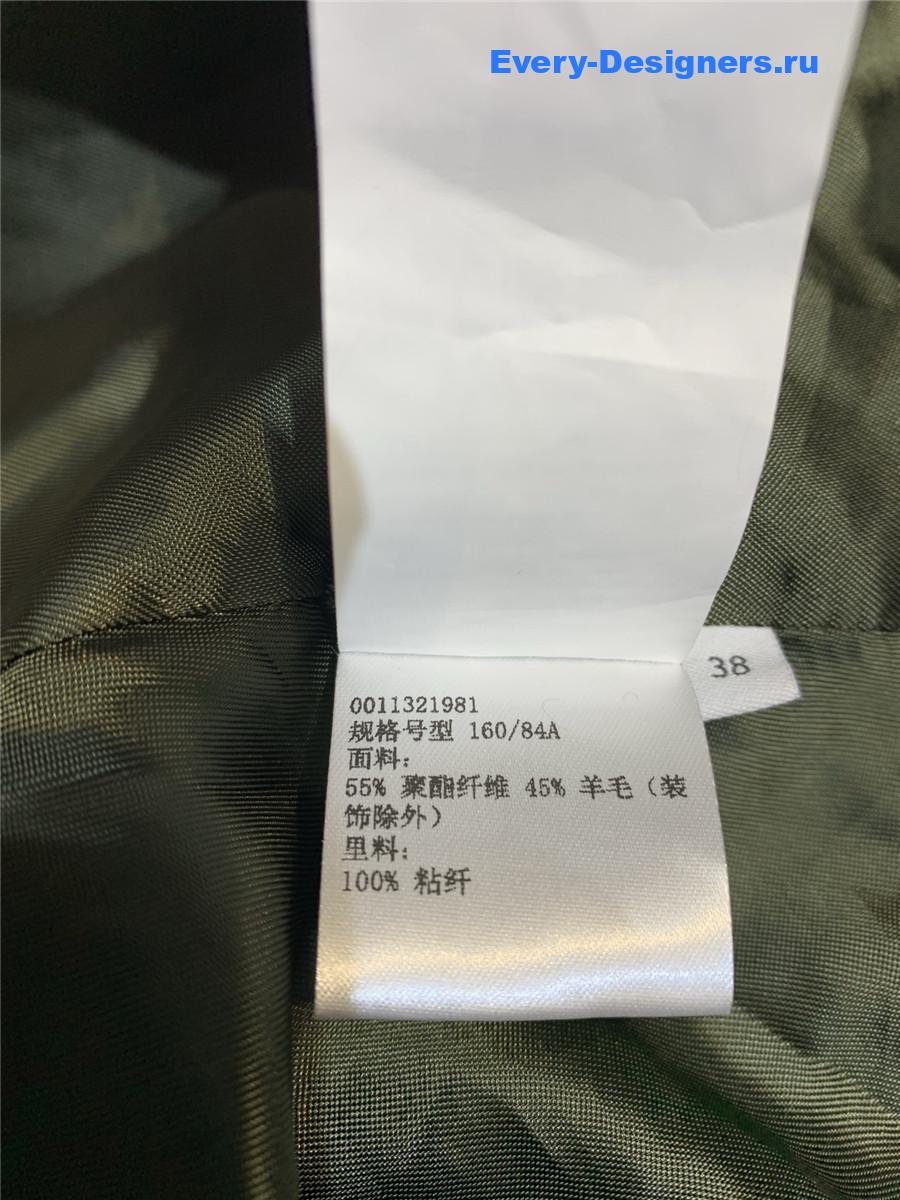 Every-Designers.ru
38
0011321981
规格号型 160/84A
面料:
55% 聚酯纤维 45% 羊毛（装
饰除外）
里料:
100% 粘纤